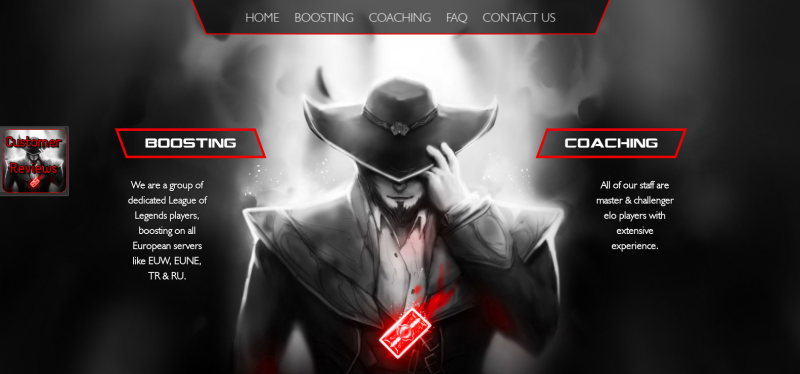 HOME BOOSTING COACHING FAQ CONTACT US
Customer
Reviews
BOOSTING
We are a group of
dedicated League of
Legends players,
boosting on all
European servers
like EUW, EUNE,
TR & RU.
COACHING
All of our staff are
master & challenger
elo players with
extensive
experience.